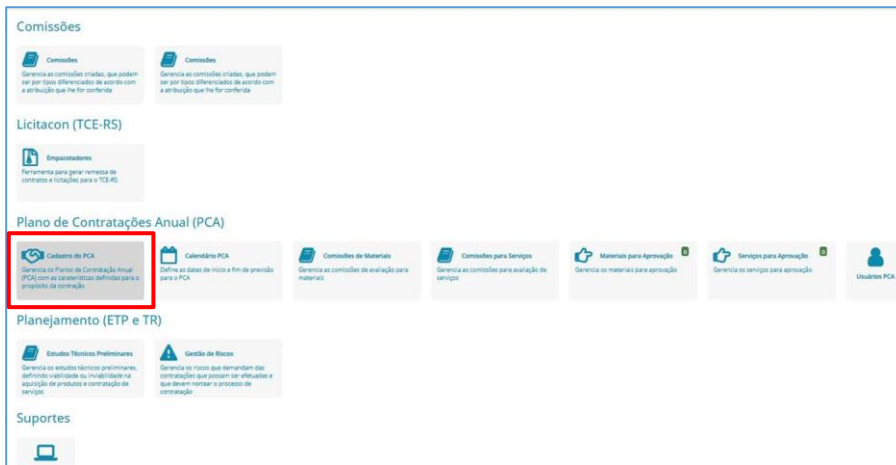 Comissões
Comissões
Gerencia as comissões criadas, que podem
ser por tipos diferenciados de acordo com
a atribuição que lhe for conferida
Comissões
Gerencia as comissões criadas, que podem
ser por tipos diferenciados de acordo com
a atribuição que lhe for conferida
Licitacon (TCE-RS)
Empacotadores
Ferramenta para gerar remessa de
contratos e licitações para o TCE-RS
Plano de Contratações Anual (PCA)
Cadastro do PCA
Gerencia os Planos de Contratação Anual
(PCA) com as caraterísticas definidas para o
propósito da contração.
Calendário PCA
Define as datas de início e fim de previsão
para o PCA
Comissões de Materiais
Gerencia as comissões de avaliação para
materiais
Comissões para Serviços
Gerencia as comissões para avaliação de
serviços
Materiais para Aprovação
0
Gerencia os materiais para aprovação
Serviços para Aprovação
0
Gerencia os serviços para aprovação
Usuários PCA
Planejamento (ETP e TR)
Estudos Técnicos Preliminares
Gerencia os estudos técnicos preliminares,
definindo viabilidade ou inviabilidade na
aquisição de produtos e contratação de
serviços
Gestão de Riscos
Gerencia os riscos que demandam das
contratações que possam ser efetuadas e
que devem nortear o processo de
contratação
Suportes